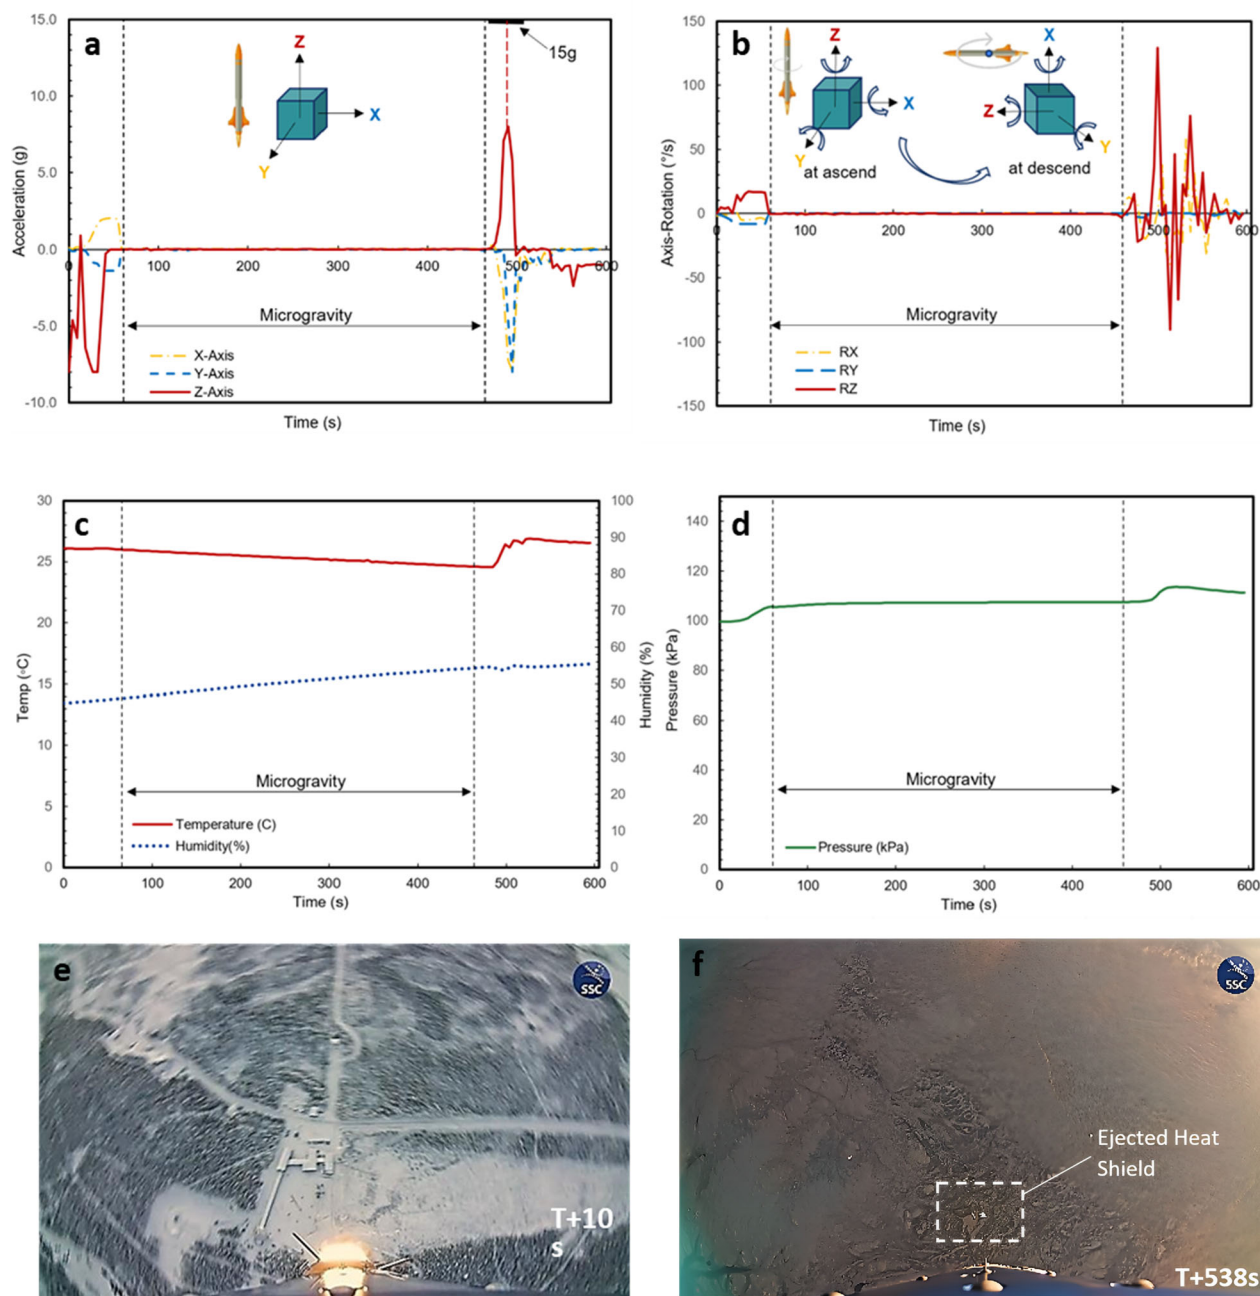 a
15.0
10.0
5.0
0.0
-5.0
-10.0
Acceleration (g)
15g
Z
X
Y
0 100 200 300 400 500 600
Microgravity
X-Axis
Y-Axis
Z-Axis
Time (s)
b
150
100
50
0
-50
-100
-150
Axis-Rotation (°/s)
Z
X
Y
at ascend
X
Z
Y
at descend
0 100 200 300 400 500 600
Microgravity
RX
RY
RZ
Time (s)
c
30
25
20
15
10
5
0
Temp (◦C)
100
90
80
70
60
50
40
30
20
10
0
Humidity (%)
Microgravity
Temperature (C)
Humidity(%)
0 100 200 300 400 500 600
Time (s)
d
140
120
100
80
60
40
20
0
Pressure (kPa)
Microgravity
Pressure (kPa)
0 100 200 300 400 500 600
Time (s)
e
SSC
T+10
s
f
SSC
Ejected Heat
Shield
T+538s